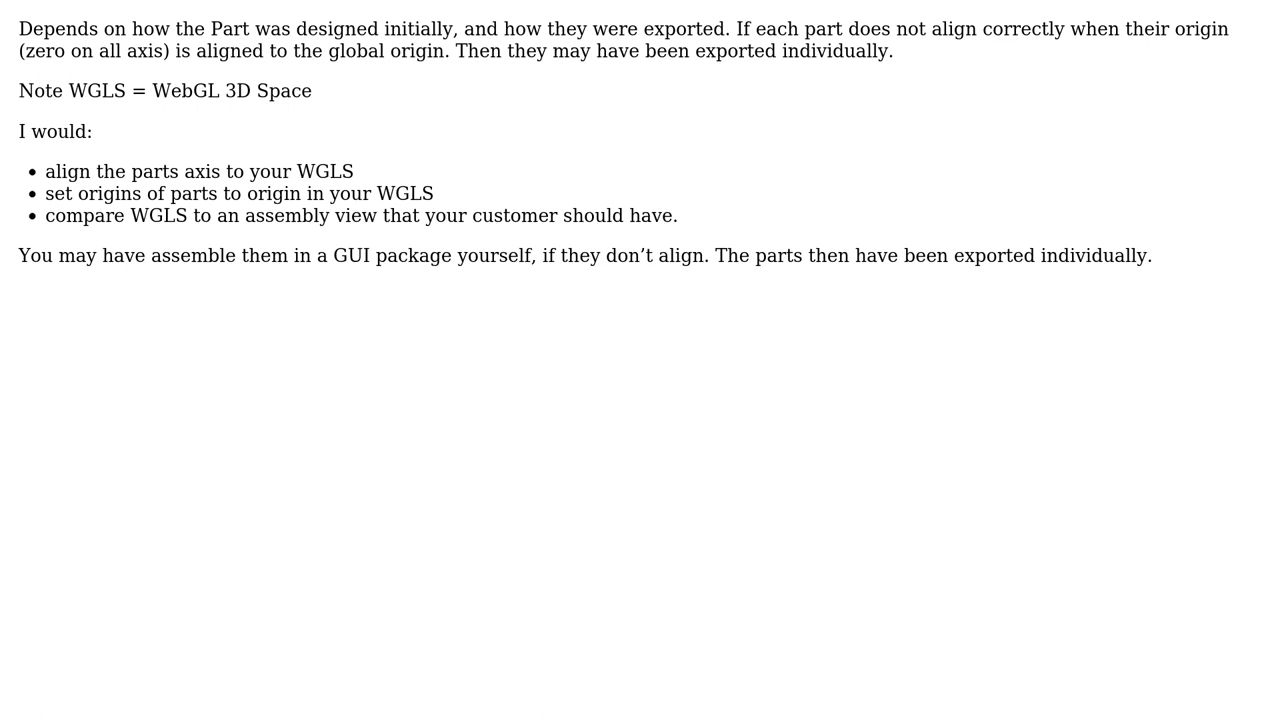 Depends on how the Part was designed initially, and how they were exported. If each part does not align correctly when their origin
(zero on all axis) is aligned to the global origin. Then they may have been exported individually.
Note WGLS = WebGL 3D Space
I would:
• align the parts axis to your WGLS
• set origins of parts to origin in your WGLS
• compare WGLS to an assembly view that your customer should have.
You may have assemble them in a GUI package yourself, if they don’t align. The parts then have been exported individually.